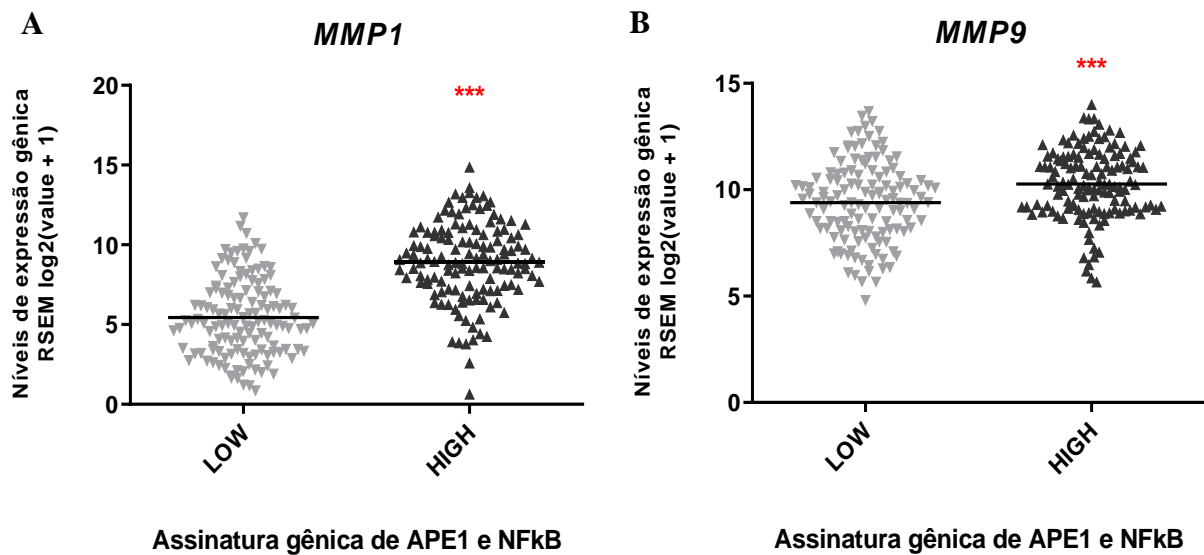 A
MMP1
Níveis de expressão gênica
RSEM log2(value + 1)
20
15
10
5
0
***
LOW
HIGH
Assinatura gênica de APE1 e NFkB
B
MMP9
Níveis de expressão gênica
RSEM log2(value + 1)
15
10
5
0
***
LOW
HIGH
Assinatura gênica de APE1 e NFkB